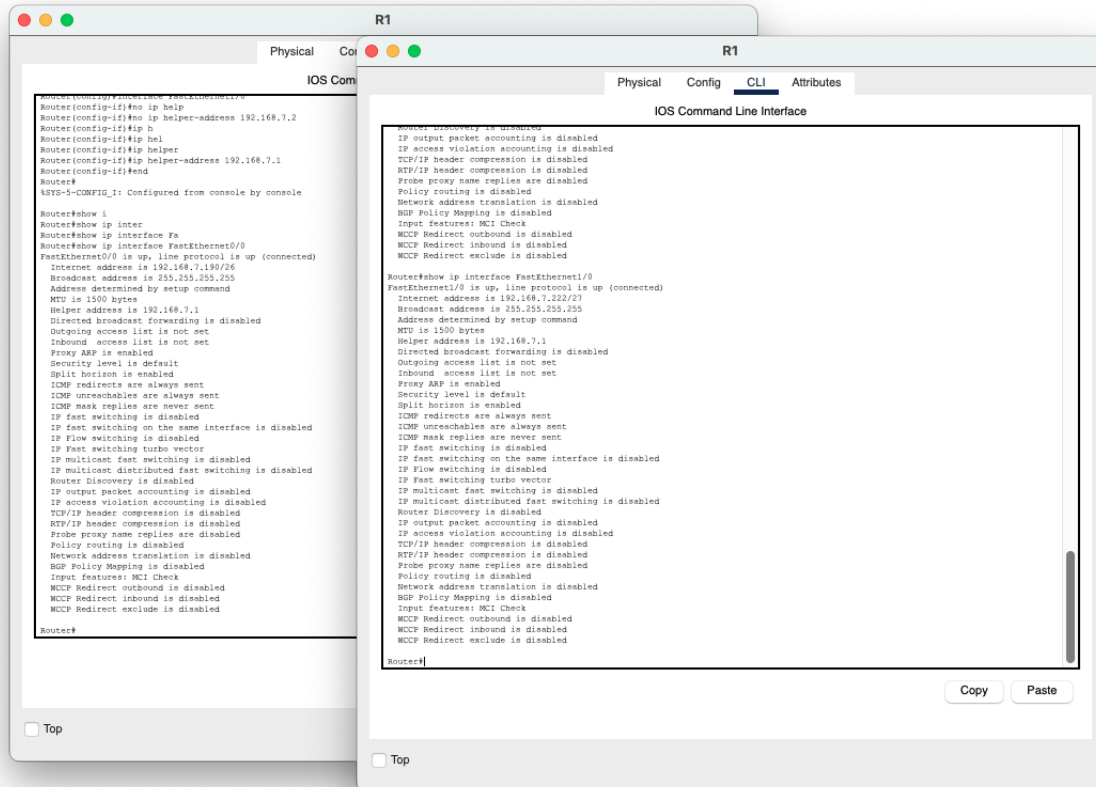 R1
Physical Co
IOS Com
Router(config)#interface FastEthernet1/0
Router(config-if)#no ip help
Router(config-if)#no ip helper-address 192.168.7.2
Router(config-if)#ip h
Router(config-if)#ip hel
Router(config-if)#ip helper
Router(config-if)#ip helper-address 192.168.7.1
Router(config-if)#end
Router#
%SYS-5-CONFIG_I: Configured from console by console
Router#show i
Router#show ip inter
Router#show ip interface Fa
Router#show ip interface FastEthernet0/0
FastEthernet0/0 is up, line protocol is up (connected)
Internet address is 192.168.7.190/26
Broadcast address is 255.255.255.255
Address determined by setup command
MTU is 1500 bytes
Helper address is 192.168.7.1
Directed broadcast forwarding is disabled
Outgoing access list is not set
Inbound  access list is not set
Proxy ARP is enabled
Security level is default
Split horizon is enabled
ICMP redirects are always sent
ICMP unreachables are always sent
ICMP mask replies are never sent
IP fast switching is disabled
IP fast switching on the same interface is disabled
IP Flow switching is disabled
IP Fast switching turbo vector
IP multicast fast switching is disabled
IP multicast distributed fast switching is disabled
Router Discovery is disabled
IP output packet accounting is disabled
IP access violation accounting is disabled
TCP/IP header compression is disabled
RTP/IP header compression is disabled
Probe proxy name replies are disabled
Policy routing is disabled
Network address translation is disabled
BGP Policy Mapping is disabled
Input features: MCI Check
WCCP Redirect outbound is disabled
WCCP Redirect inbound is disabled
WCCP Redirect exclude is disabled
Router#
Top
R1
Physical Config CLI Attributes
IOS Command Line Interface
Router Discovery is disabled
IP output packet accounting is disabled
IP access violation accounting is disabled
TCP/IP header compression is disabled
RTP/IP header compression is disabled
Probe proxy name replies are disabled
Policy routing is disabled
Network address translation is disabled
BGP Policy Mapping is disabled
Input features: MCI Check
WCCP Redirect outbound is disabled
WCCP Redirect inbound is disabled
WCCP Redirect exclude is disabled
Router#show ip interface FastEthernet1/0
FastEthernet1/0 is up, line protocol is up (connected)
Internet address is 192.168.7.222/27
Broadcast address is 255.255.255.255
Address determined by setup command
MTU is 1500 bytes
Helper address is 192.168.7.1
Directed broadcast forwarding is disabled
Outgoing access list is not set
Inbound  access list is not set
Proxy ARP is enabled
Security level is default
Split horizon is enabled
ICMP redirects are always sent
ICMP unreachables are always sent
ICMP mask replies are never sent
IP fast switching is disabled
IP fast switching on the same interface is disabled
IP Flow switching is disabled
IP Fast switching turbo vector
IP multicast fast switching is disabled
IP multicast distributed fast switching is disabled
Router Discovery is disabled
IP output packet accounting is disabled
IP access violation accounting is disabled
TCP/IP header compression is disabled
RTP/IP header compression is disabled
Probe proxy name replies are disabled
Policy routing is disabled
Network address translation is disabled
BGP Policy Mapping is disabled
Input features: MCI Check
WCCP Redirect outbound is disabled
WCCP Redirect inbound is disabled
WCCP Redirect exclude is disabled
Router#
Copy Paste
Top